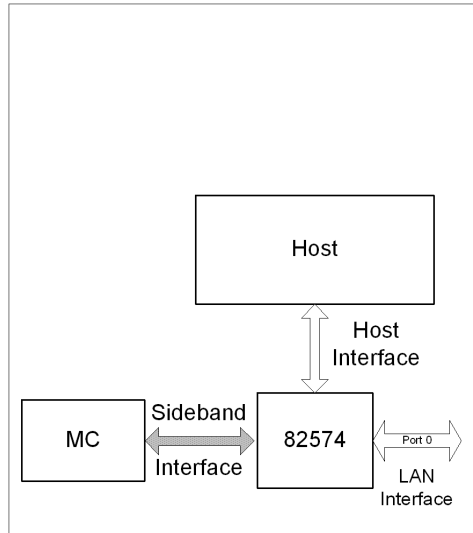 Host
Host
Interface
Sideband
MC
82574
Port 0
Interface
LAN
Interface